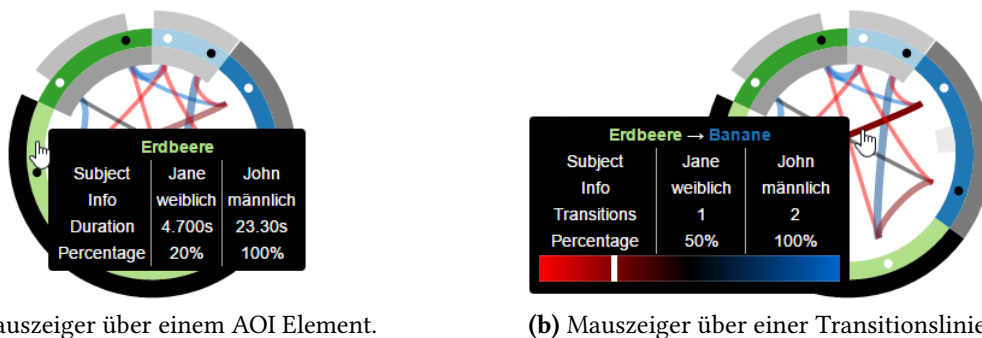 Erdbeere
Subject Jane John
Info weiblich männlich
Duration 4.700s 23.30s
Percentage 20% 100%
Erdbeere → Banane
Subject Jane John
Info weiblich männlich
Transitions 1 2
Percentage 50% 100%
auszeiger über einem AOI Element.
(b) Mauszeiger über einer Transitionslinie